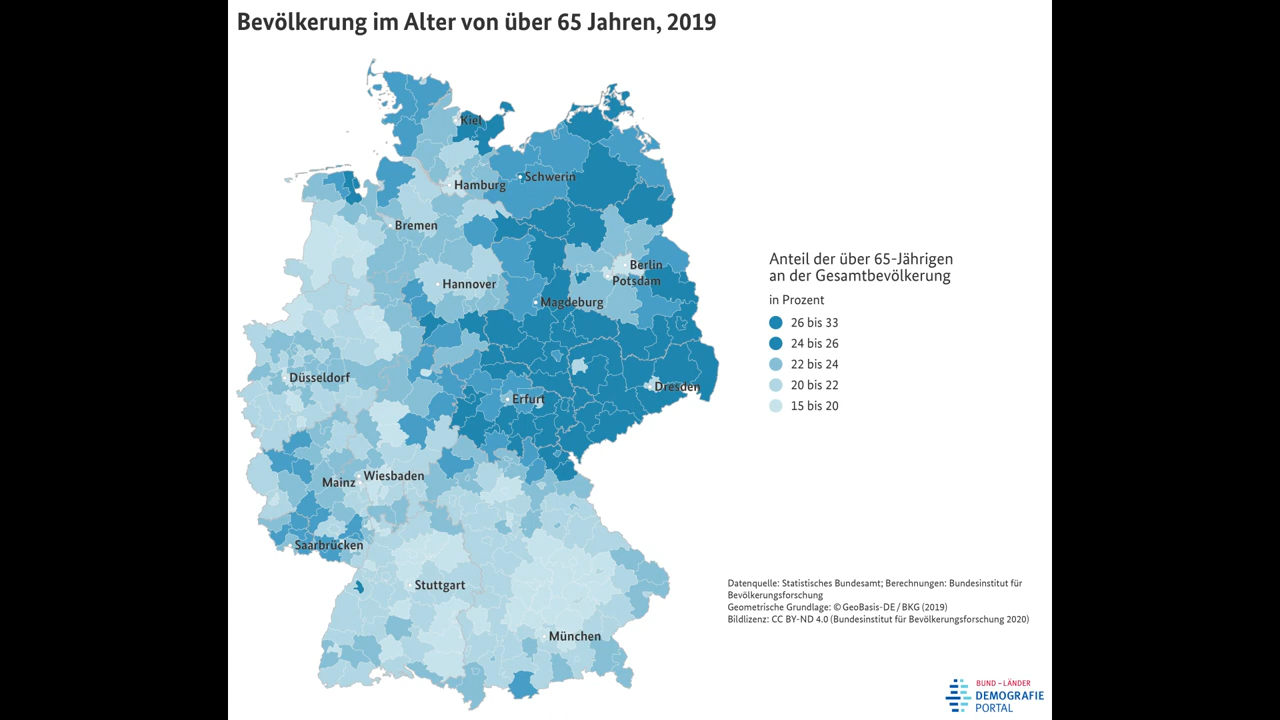 Bevölkerung im Alter von über 65 Jahren, 2019
Kiel
Schwerin
Hamburg
Bremen
Berlin
Potsdam
Hannover
Magdeburg
Düsseldorf
Dresden
Erfurt
Wiesbaden
Mainz
Saarbrücken
Stuttgart
München
Anteil der über 65-Jährigen
an der Gesamtbevölkerung
in Prozent
26 bis 33
24 bis 26
22 bis 24
20 bis 22
15 bis 20
Datenquelle: Statistisches Bundesamt; Berechnungen: Bundesinstitut für
Bevölkerungsforschung
Geometrische Grundlage: © GeoBasis-DE / BKG (2019)
Bildlizenz: CC BY-ND 4.0 (Bundesinstitut für Bevölkerungsforschung 2020)
BUND – LÄNDER
DEMOGRAFIE
PORTAL